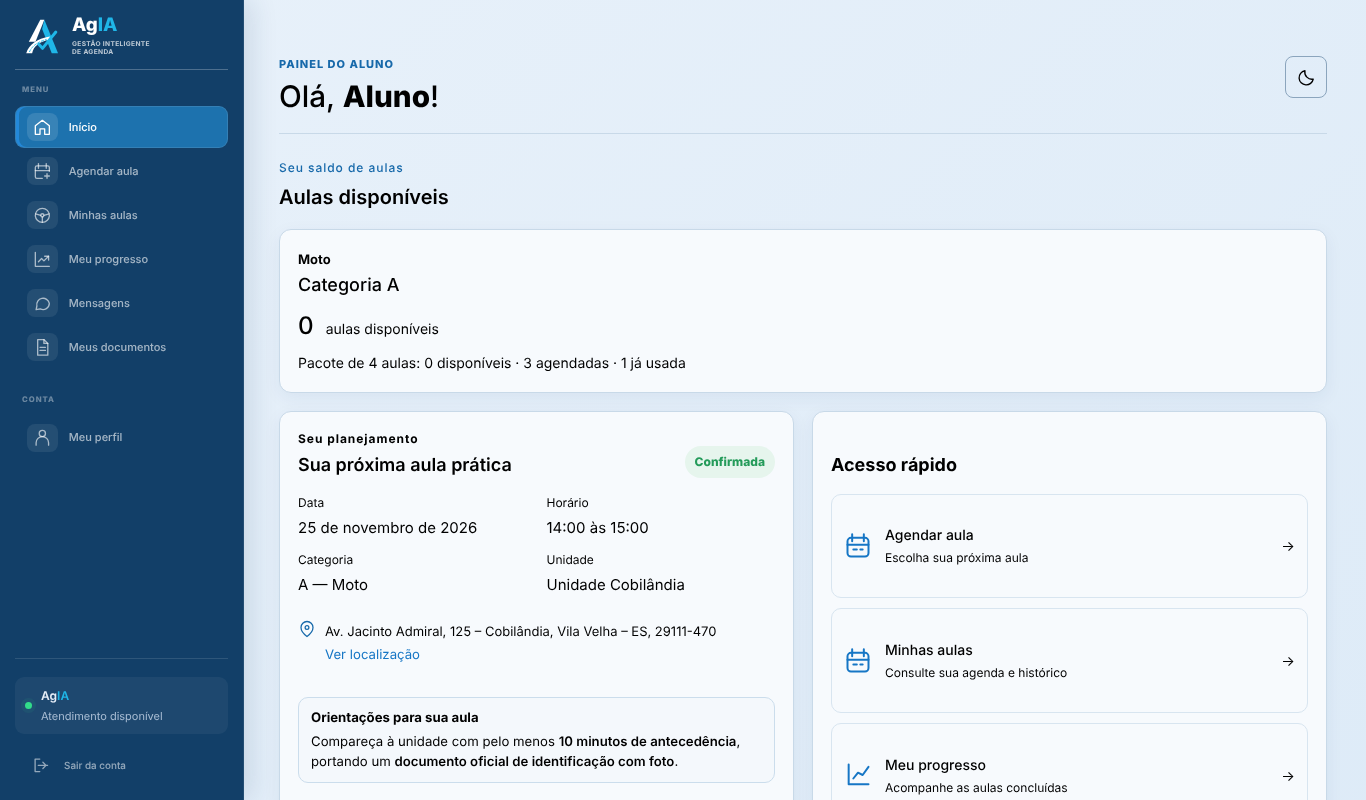 AgIA
GESTÃO INTELIGENTE
DE AGENDA
MENU
Início
Agendar aula
Minhas aulas
Meu progresso
Mensagens
Meus documentos
CONTA
Meu perfil
AgIA
Atendimento disponível
Sair da conta
PAINEL DO ALUNO
Olá, Aluno!
Seu saldo de aulas
Aulas disponíveis
Moto
Categoria A
0 aulas disponíveis
Pacote de 4 aulas: 0 disponíveis · 3 agendadas · 1 já usada
Seu planejamento
Sua próxima aula prática
Confirmada
Data
25 de novembro de 2026
Horário
14:00 às 15:00
Categoria
A — Moto
Unidade
Unidade Cobilândia
Av. Jacinto Admiral, 125 – Cobilândia, Vila Velha – ES, 29111-470
Ver localização
Orientações para sua aula
Compareça à unidade com pelo menos 10 minutos de antecedência,
portando um documento oficial de identificação com foto.
Acesso rápido
Agendar aula
Escolha sua próxima aula
→
Minhas aulas
Consulte sua agenda e histórico
→
Meu progresso
Acompanhe as aulas concluídas
→